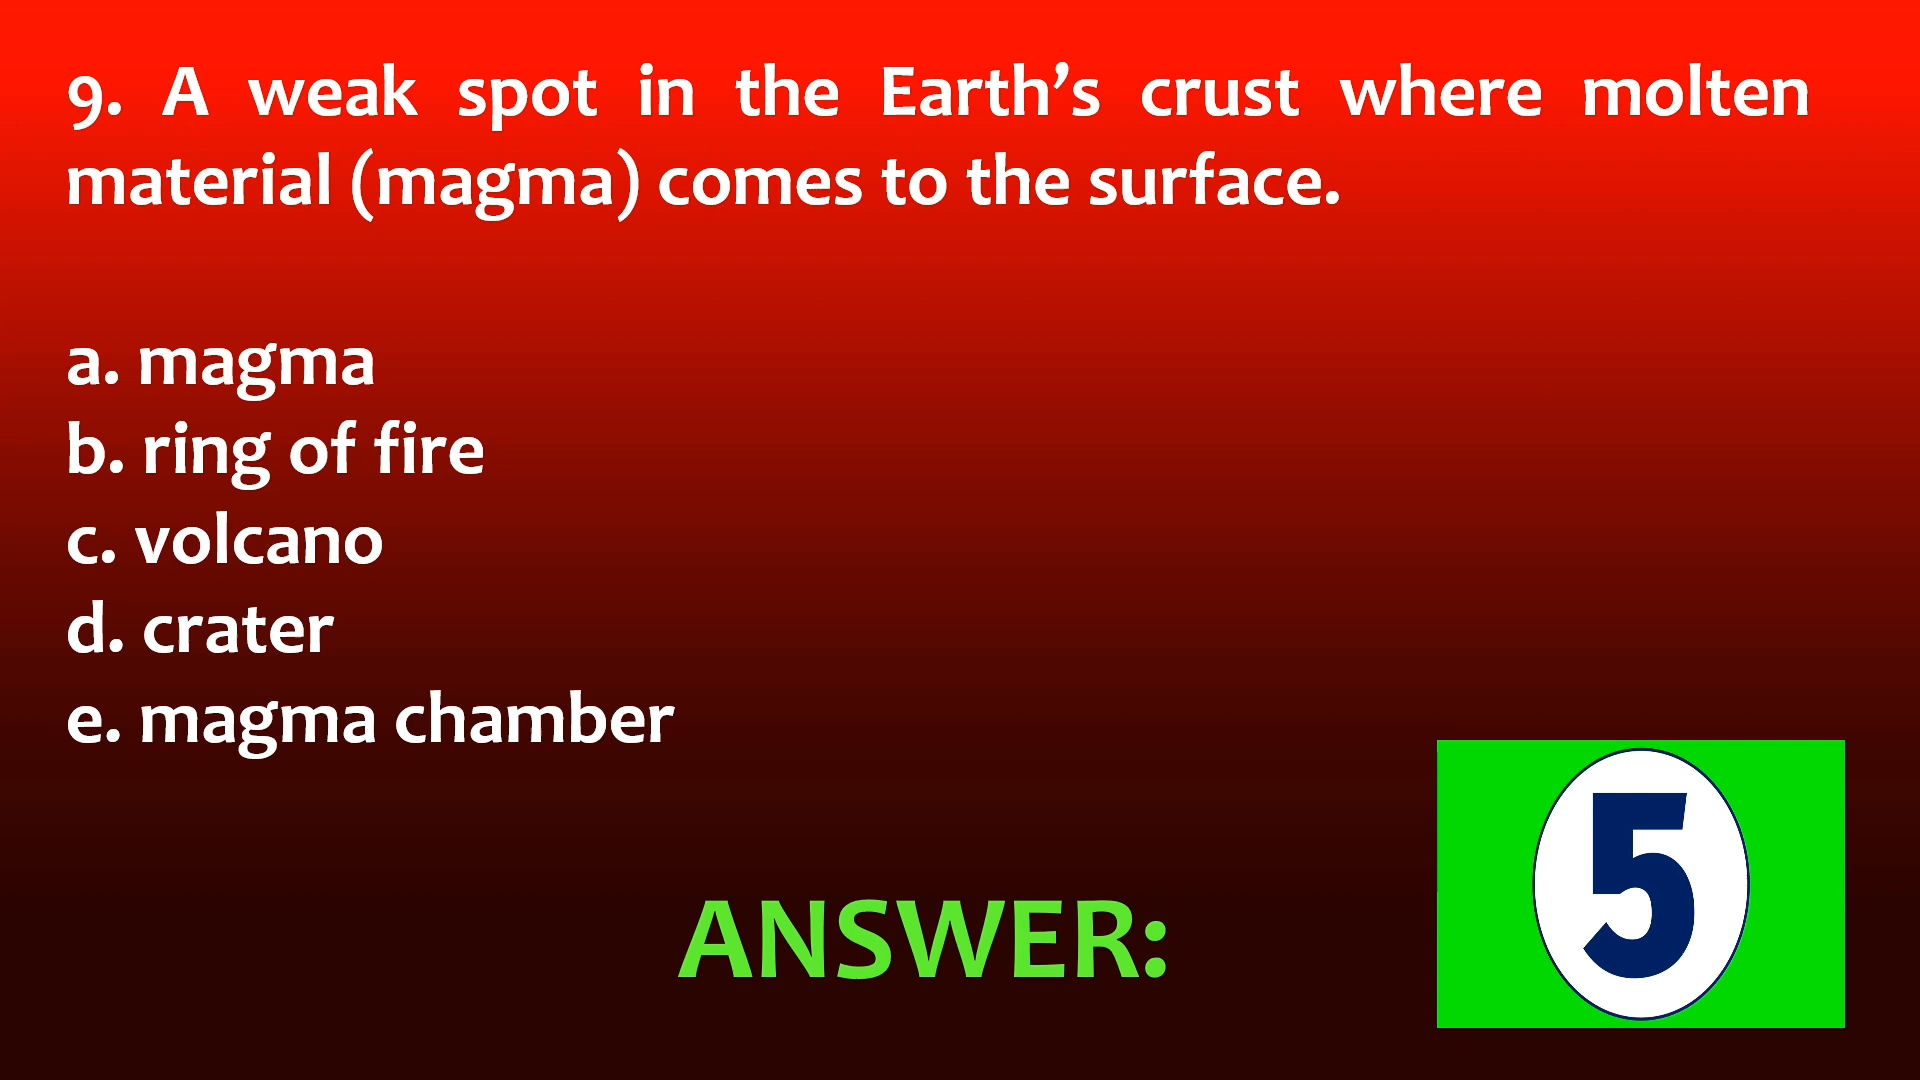 9. A weak spot in the Earth’s crust where molten
material (magma) comes to the surface.
a. magma
b. ring of fire
c. volcano
d. crater
e. magma chamber
ANSWER:
5